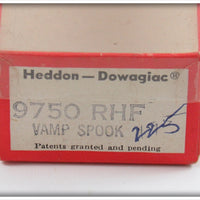 Heddon—Dowagiac®
9750 RHF
VAMP SPOOK
Patents granted and pending